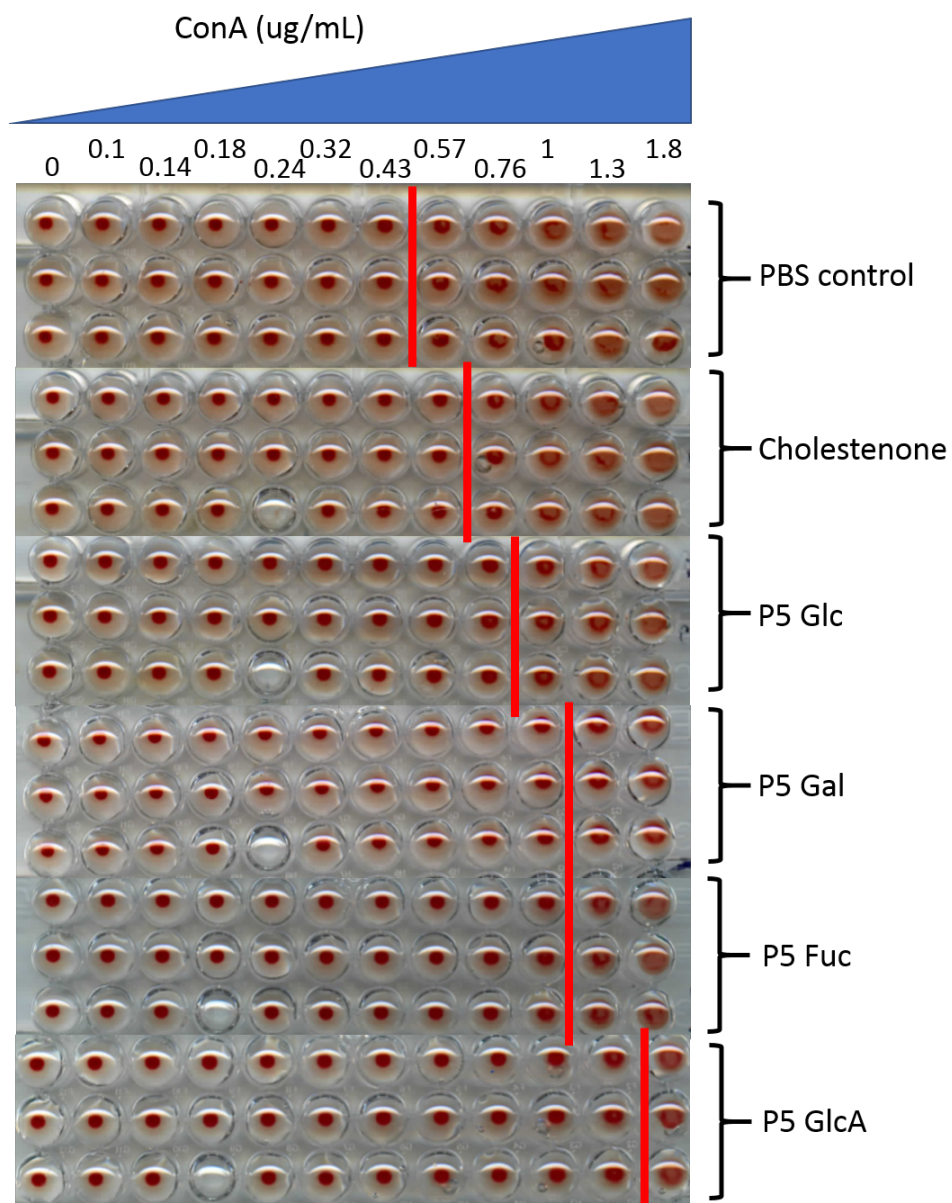 ConA (ug/mL)
0 0.1 0.14 0.18 0.24 0.32 0.43 0.57 0.76 1 1.3 1.8
PBS control
Cholestenone
P5 Glc
P5 Gal
P5 Fuc
P5 GlcA